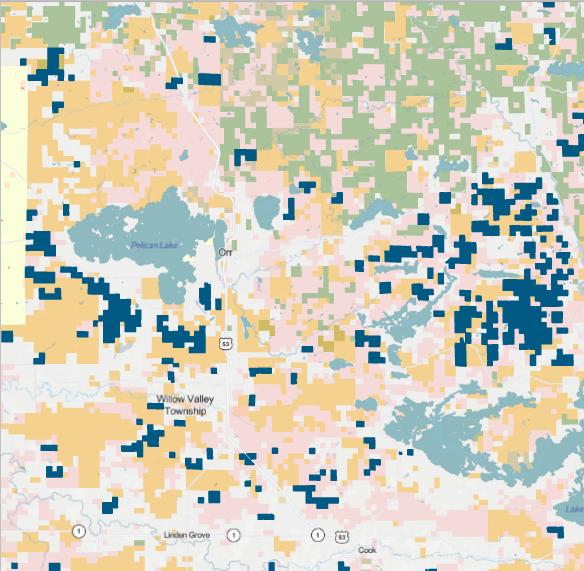 Pelican Lake
Orr
53
Willow Valley
Township
1
Linden Grove
1
1
53
Cook
Lake